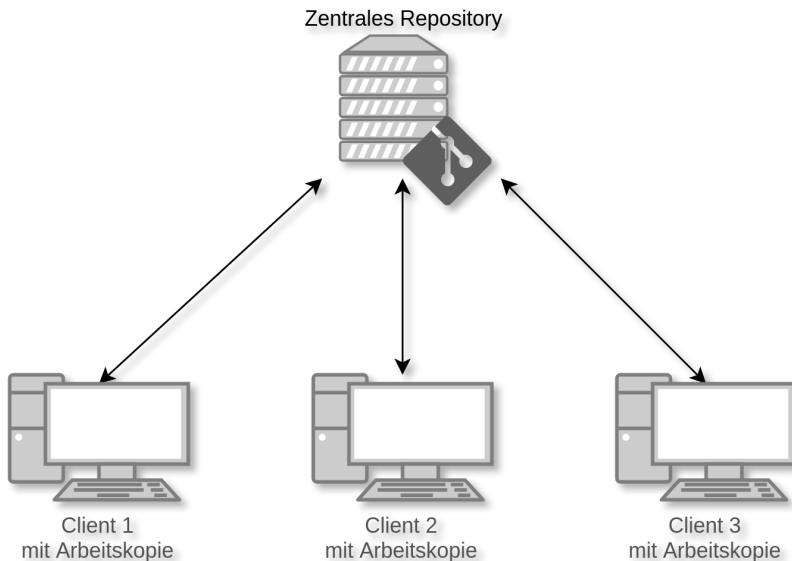 Zentrales Repository
Client 1
mit Arbeitskopie
Client 2
mit Arbeitskopie
Client 3
mit Arbeitskopie